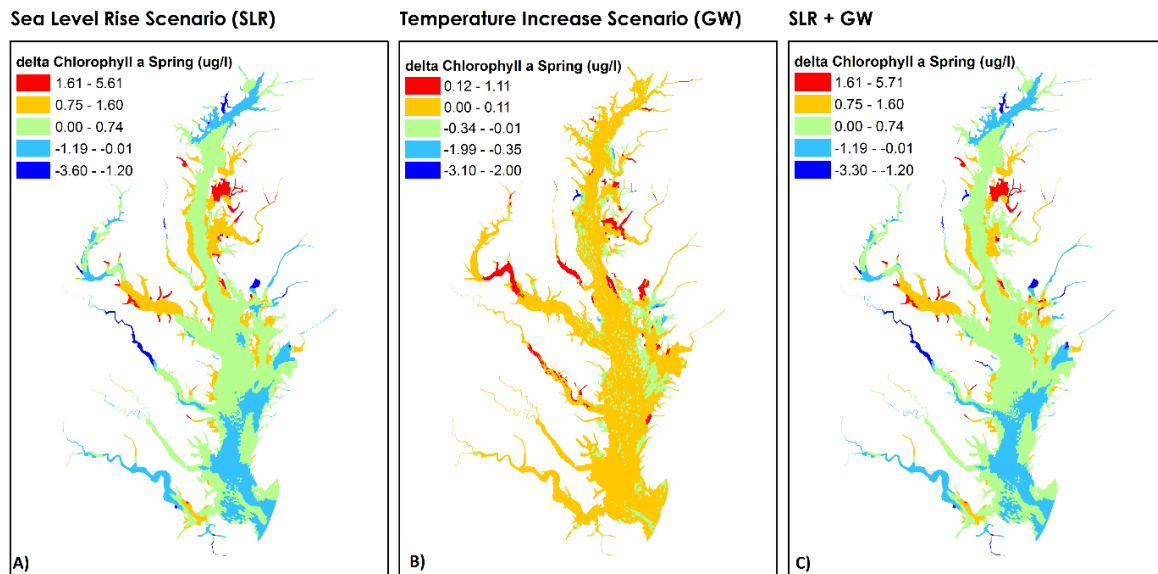 Sea Level Rise Scenario (SLR)
Temperature Increase Scenario (GW)
SLR + GW
delta Chlorophyll a Spring (ug/l)
1.61 - 5.61
0.75 - 1.60
0.00 - 0.74
-1.19 - -0.01
-3.60 - -1.20
A)
delta Chlorophyll a Spring (ug/l)
0.12 - 1.11
0.00 - 0.11
-0.34 - -0.01
-1.99 - -0.35
-3.10 - -2.00
B)
delta Chlorophyll a Spring (ug/l)
1.61 - 5.71
0.75 - 1.60
0.00 - 0.74
-1.19 - -0.01
-3.30 - -1.20
C)